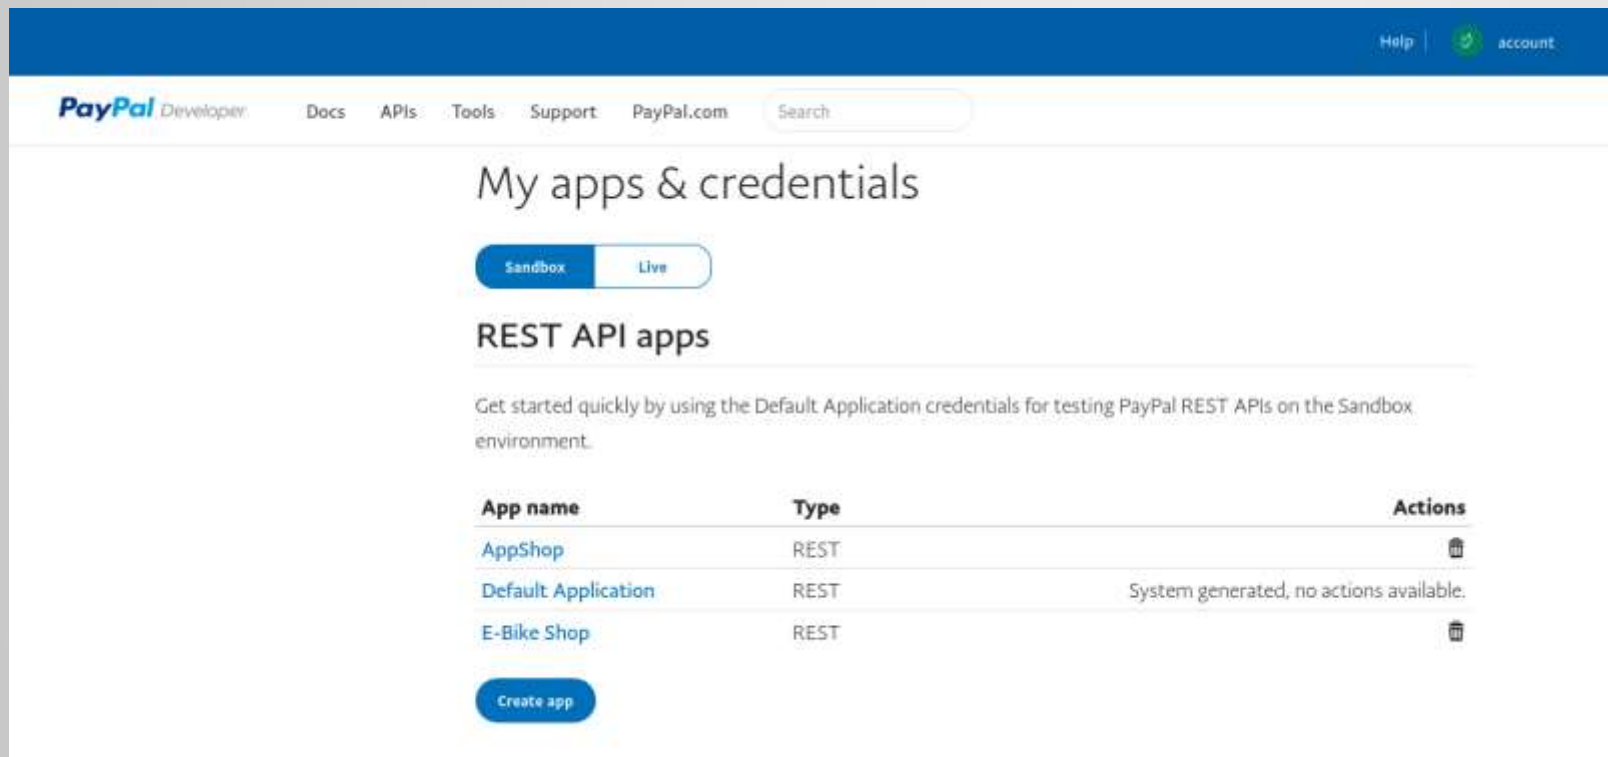 Help account
PayPal Developer Docs APIs Tools Support PayPal.com Search
My apps & credentials
Sandbox Live
REST API apps
Get started quickly by using the Default Application credentials for testing PayPal REST APIs on the Sandbox
environment.
App name Type Actions
AppShop REST
Default Application REST System generated, no actions available.
E-Bike Shop REST
Create app